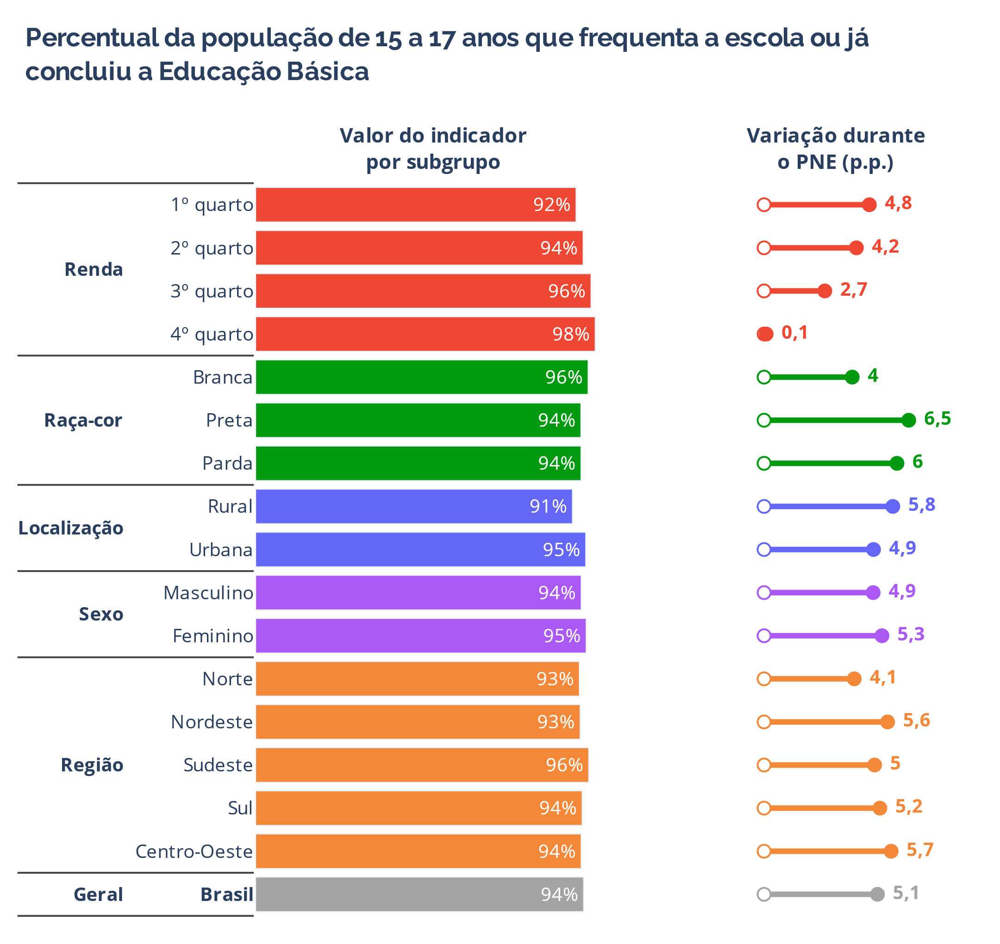 Percentual da população de 15 a 17 anos que frequenta a escola ou já
concluiu a Educação Básica
Valor do indicador
por subgrupo
Variação durante
o PNE (p.p.)
Renda
1º quarto 92% 4,8
2º quarto 94% 4,2
3º quarto 96% 2,7
4º quarto 98% 0,1
Raça-cor
Branca 96% 4
Preta 94% 6,5
Parda 94% 6
Localização
Rural 91% 5,8
Urbana 95% 4,9
Sexo
Masculino 94% 4,9
Feminino 95% 5,3
Região
Norte 93% 4,1
Nordeste 93% 5,6
Sudeste 96% 5
Sul 94% 5,2
Centro-Oeste 94% 5,7
Geral Brasil 94% 5,1